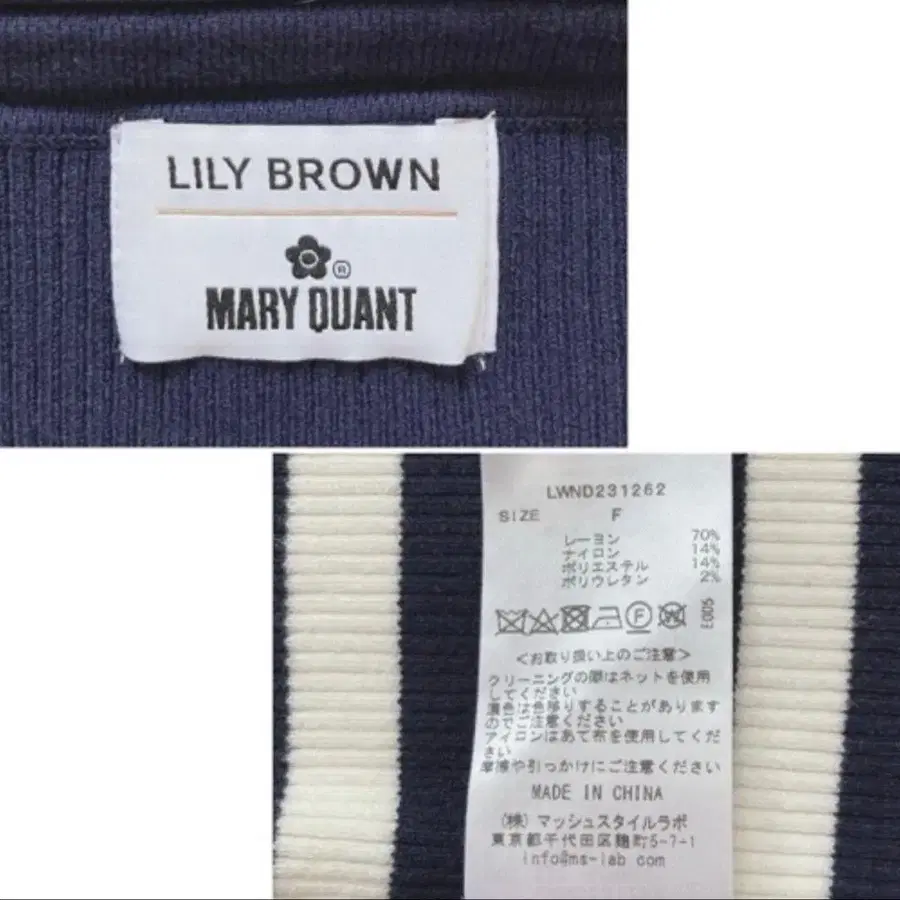 LILY BROWN
®
MARY QUANT
LWND231262
SIZE F
レーヨン 70%
ナイロン 14%
ポリエステル 14%
ポリウレタン 2%
F W E005
<お取り扱い上のご注意>
クリーニングの際はネットを使用
してください
濃色は色移りすることがあります
のでご注意ください
アイロンはあて布を使用してくだ
さい
摩擦や引っかけにご注意ください
MADE IN CHINA
(株)マッシュスタイルラボ
東京都千代田区麹町5-7-1
info@ms-lab com